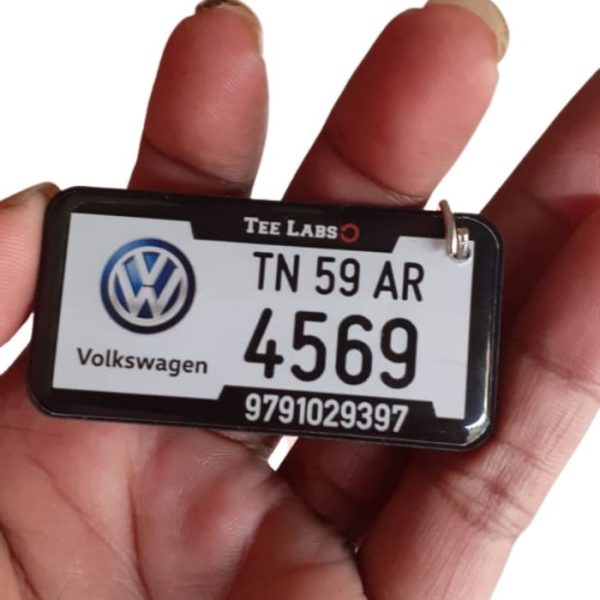 TEE LABS
TN 59 AR
4569
Volkswagen
9791029397